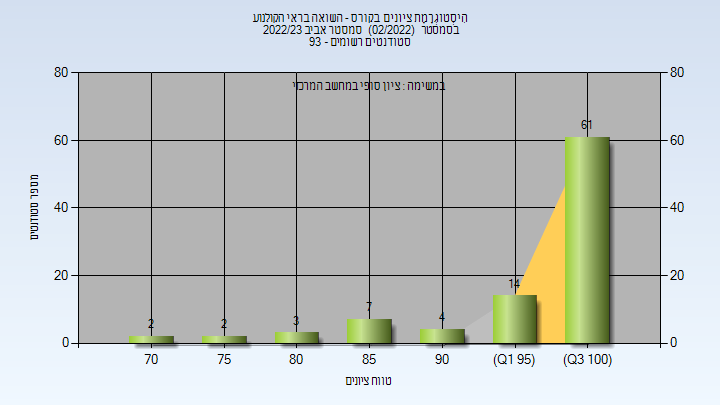 הִיסְטוֹגְרָמַת ציונים בקורס - השואה בראי הקולנוע
בסמסטר (02/2022) סמסטר אביב 2022/23
סטודנטים רשומים - 93
במשימה : ציון סופי במחשב המרכזי
80
60
40
20
0
80
60
40
20
0
מספר סטודנטים
2
2
3
7
4
14
61
70
75
80
85
90
(Q1 95)
(Q3 100)
טווח ציונים